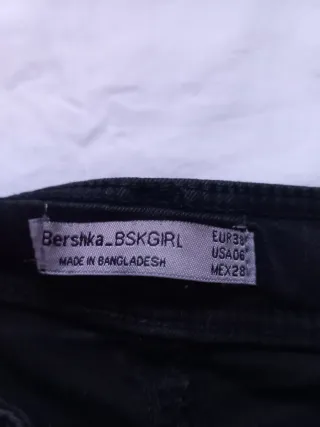 Bershka_BSKGIRL
MADE IN BANGLADESH
EUR38
USA06
MEX28